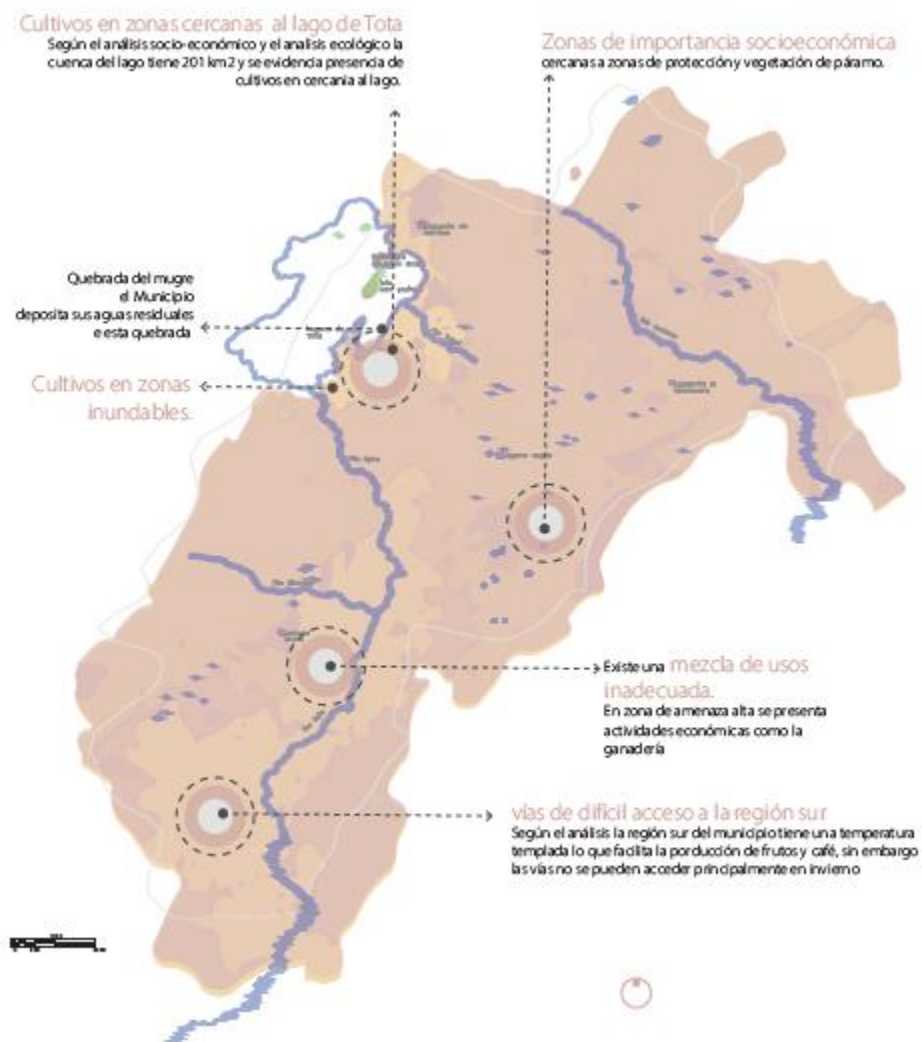 Cultivos en zonas cercanas al lago de Tota
Según el análisis socio-económico y el analisis ecológico la
cuenca del lago tiene 201 km2 y se evidencia presencia de
cultivos en cercania al lago.
Zonas de importancia socioeconómica
cercanas a zonas de protección y vegetación de páramo.
Quebrada del mugre
el Municipio
deposita sus aguas residuales
e esta quebrada
Cultivos en zonas
inundables.
Existe una mezcla de usos
inadecuada.
En zona de amenaza alta se presenta
actividades económicas como la
ganadería
vías de difícil acceso a la región sur
Según el análisis la región sur del municipio tiene una temperatura
templada lo que facilita la porducción de frutos y café, sin embargo
las vías no se pueden acceder principalmente en invierno